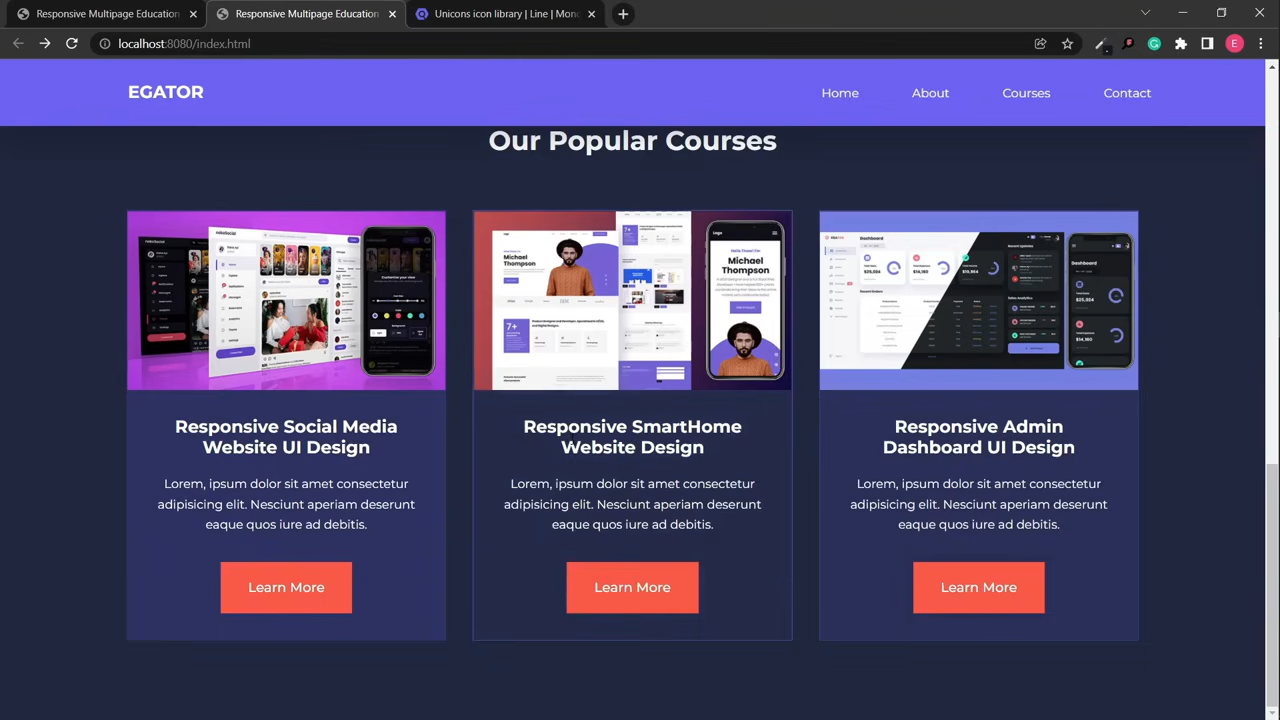 Responsive Multipage Education
Responsive Multipage Education
Unicons icon library | Line | Mono
localhost:8080/index.html
E
EGATOR
Home
About
Courses
Contact
Our Popular Courses
Michael
Thompson
7+
Michael
Thompson
Dashboard
Dashboard
Responsive Social Media
Website UI Design
Lorem, ipsum dolor sit amet consectetur
adipisicing elit. Nesciunt aperiam deserunt
eaque quos iure ad debitis.
Learn More
Responsive SmartHome
Website Design
Lorem, ipsum dolor sit amet consectetur
adipisicing elit. Nesciunt aperiam deserunt
eaque quos iure ad debitis.
Learn More
Responsive Admin
Dashboard UI Design
Lorem, ipsum dolor sit amet consectetur
adipisicing elit. Nesciunt aperiam deserunt
eaque quos iure ad debitis.
Learn More